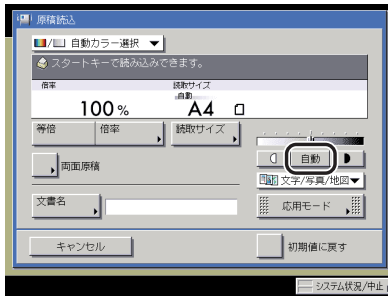 原稿読込
自動カラー選択 ▼
スタートキーで読み込みできます。
倍率
読取サイズ
自動
100 %
A4
等倍
倍率
読取サイズ
自動
両面原稿
文字/写真/地図▼
文書名
応用モード
キャンセル
初期値に戻す
システム状況/中止